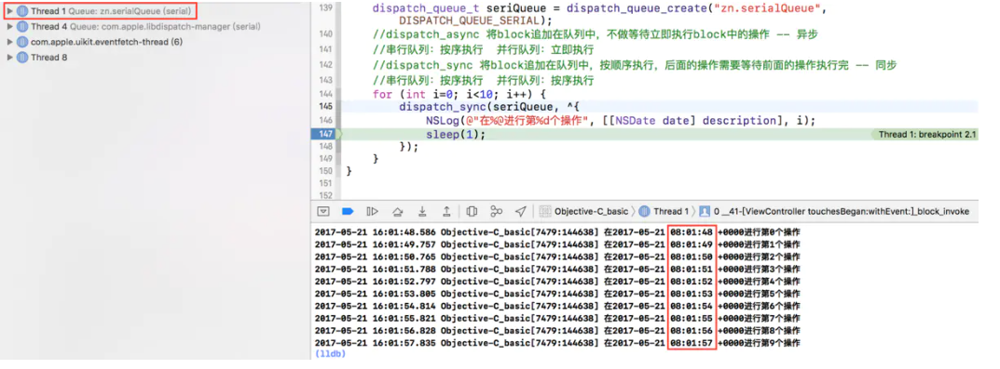 Thread 1 Queue: zn.serialQueue (serial)
Thread 4 Queue: com.apple.libdispatch-manager (serial)
com.apple.uikit.eventfetch-thread (6)
Thread 8
139 dispatch_queue_t seriQueue = dispatch_queue_create("zn.serialQueue",
DISPATCH_QUEUE_SERIAL);
140 //dispatch_async 将block追加在队列中，不做等待立即执行block中的操作 -- 异步
141 //串行队列：按序执行 并行队列：立即执行
142 //dispatch_sync 将block追加在队列中，按顺序执行，后面的操作需要等待前面的操作执行完 -- 同步
143 //串行队列：按序执行 并行队列：按序执行
144 for (int i=0; i<10; i++) {
145 dispatch_sync(seriQueue, ^{
146 NSLog(@"在%@进行第%d个操作", [[NSDate date] description], i);
147 sleep(1); Thread 1: breakpoint 2.1
148 });
149 }
150 }
151
152
Objective-C_basic 〉 Thread 1 〉 0 __41-[ViewController touchesBegan:withEvent:]_block_invoke
2017-05-21 16:01:48.586 Objective-C_basic[7479:144638] 在2017-05-21 08:01:48 +0000进行第0个操作
2017-05-21 16:01:49.757 Objective-C_basic[7479:144638] 在2017-05-21 08:01:49 +0000进行第1个操作
2017-05-21 16:01:50.765 Objective-C_basic[7479:144638] 在2017-05-21 08:01:50 +0000进行第2个操作
2017-05-21 16:01:51.788 Objective-C_basic[7479:144638] 在2017-05-21 08:01:51 +0000进行第3个操作
2017-05-21 16:01:52.797 Objective-C_basic[7479:144638] 在2017-05-21 08:01:52 +0000进行第4个操作
2017-05-21 16:01:53.805 Objective-C_basic[7479:144638] 在2017-05-21 08:01:53 +0000进行第5个操作
2017-05-21 16:01:54.814 Objective-C_basic[7479:144638] 在2017-05-21 08:01:54 +0000进行第6个操作
2017-05-21 16:01:55.821 Objective-C_basic[7479:144638] 在2017-05-21 08:01:55 +0000进行第7个操作
2017-05-21 16:01:56.828 Objective-C_basic[7479:144638] 在2017-05-21 08:01:56 +0000进行第8个操作
2017-05-21 16:01:57.835 Objective-C_basic[7479:144638] 在2017-05-21 08:01:57 +0000进行第9个操作
(lldb)